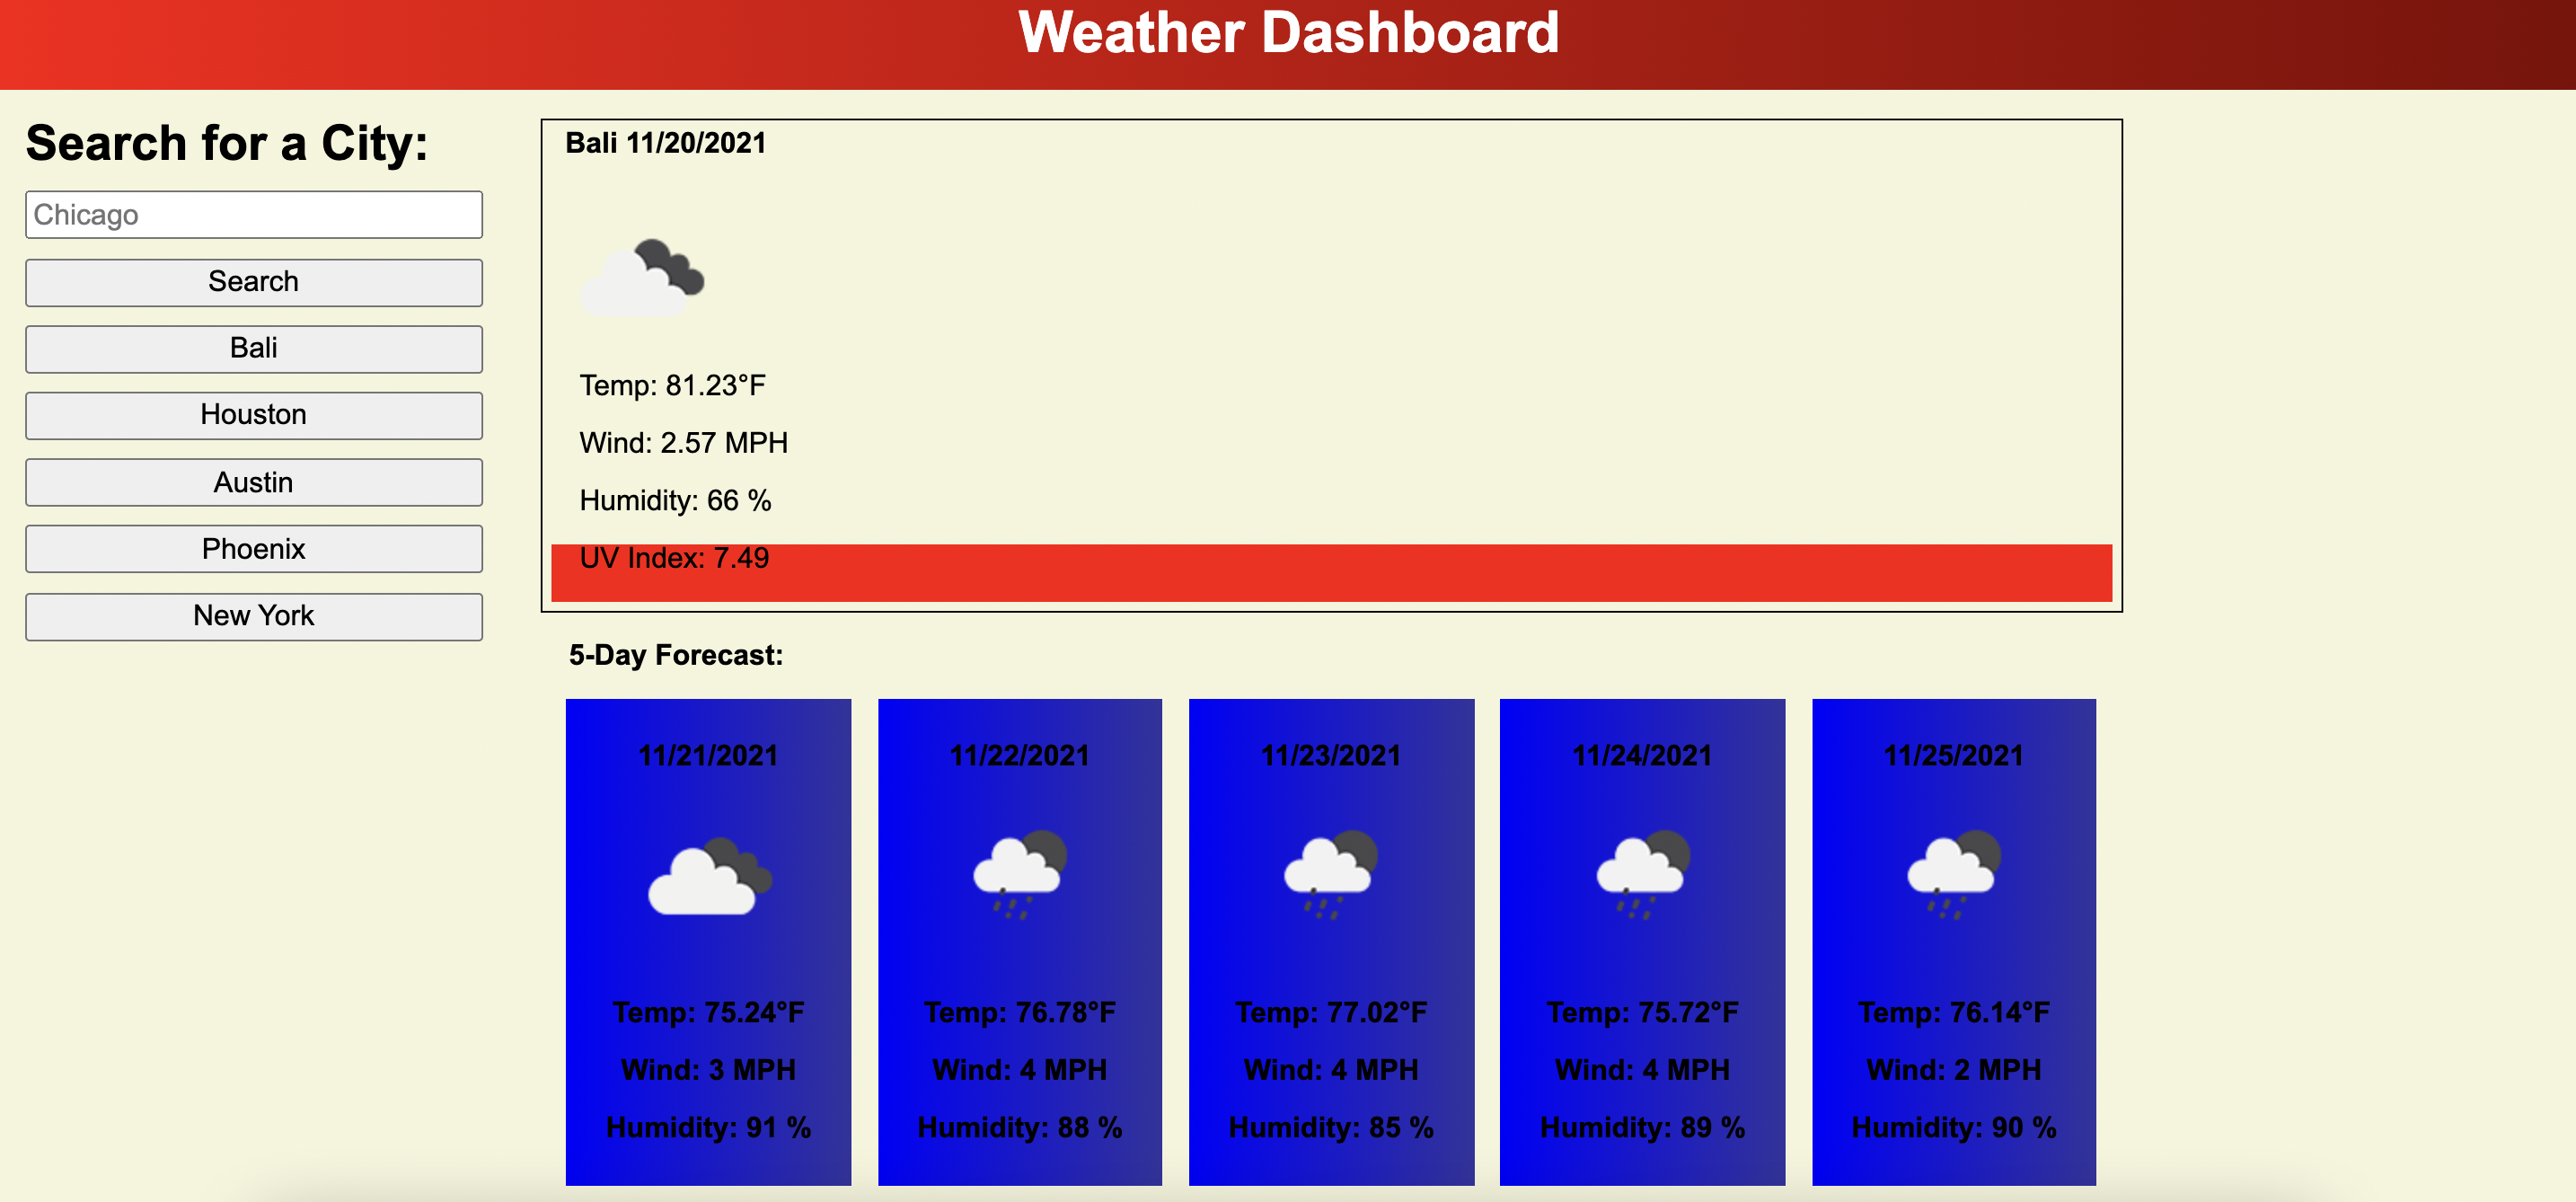 Weather Dashboard
Search for a City:
Chicago
Search
Bali
Houston
Austin
Phoenix
New York
Bali 11/20/2021
Temp: 81.23°F
Wind: 2.57 MPH
Humidity: 66 %
UV Index: 7.49
5-Day Forecast:
11/21/2021
Temp: 75.24°F
Wind: 3 MPH
Humidity: 91 %
11/22/2021
Temp: 76.78°F
Wind: 4 MPH
Humidity: 88 %
11/23/2021
Temp: 77.02°F
Wind: 4 MPH
Humidity: 85 %
11/24/2021
Temp: 75.72°F
Wind: 4 MPH
Humidity: 89 %
11/25/2021
Temp: 76.14°F
Wind: 2 MPH
Humidity: 90 %